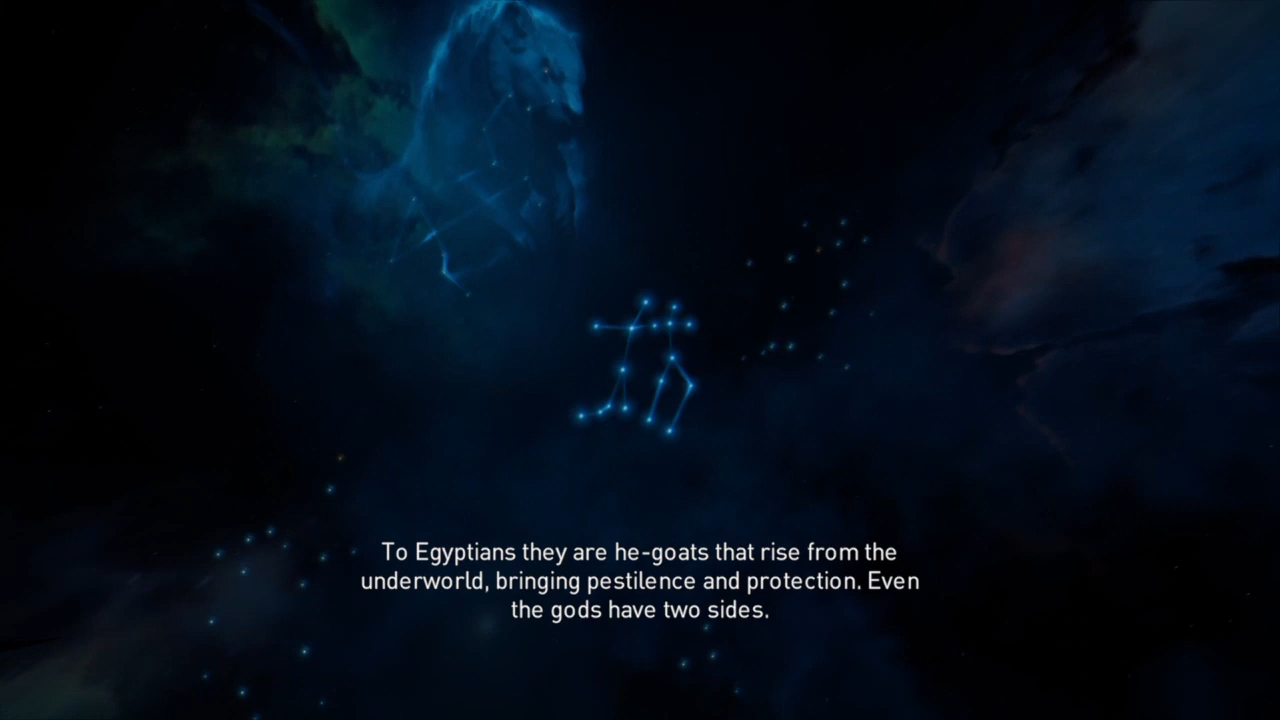 To Egyptians they are he-goats that rise from the
underworld, bringing pestilence and protection. Even
the gods have two sides.